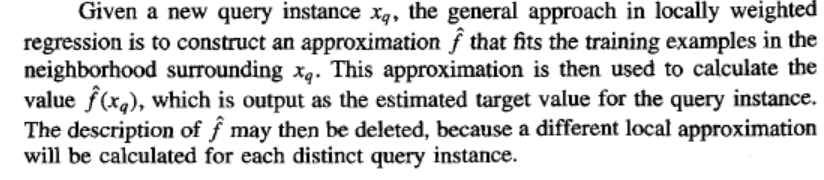 Given a new query instance x_q, the general approach in locally weighted
regression is to construct an approximation f̂ that fits the training examples in the
neighborhood surrounding x_q. This approximation is then used to calculate the
value f̂(x_q), which is output as the estimated target value for the query instance.
The description of f̂ may then be deleted, because a different local approximation
will be calculated for each distinct query instance.